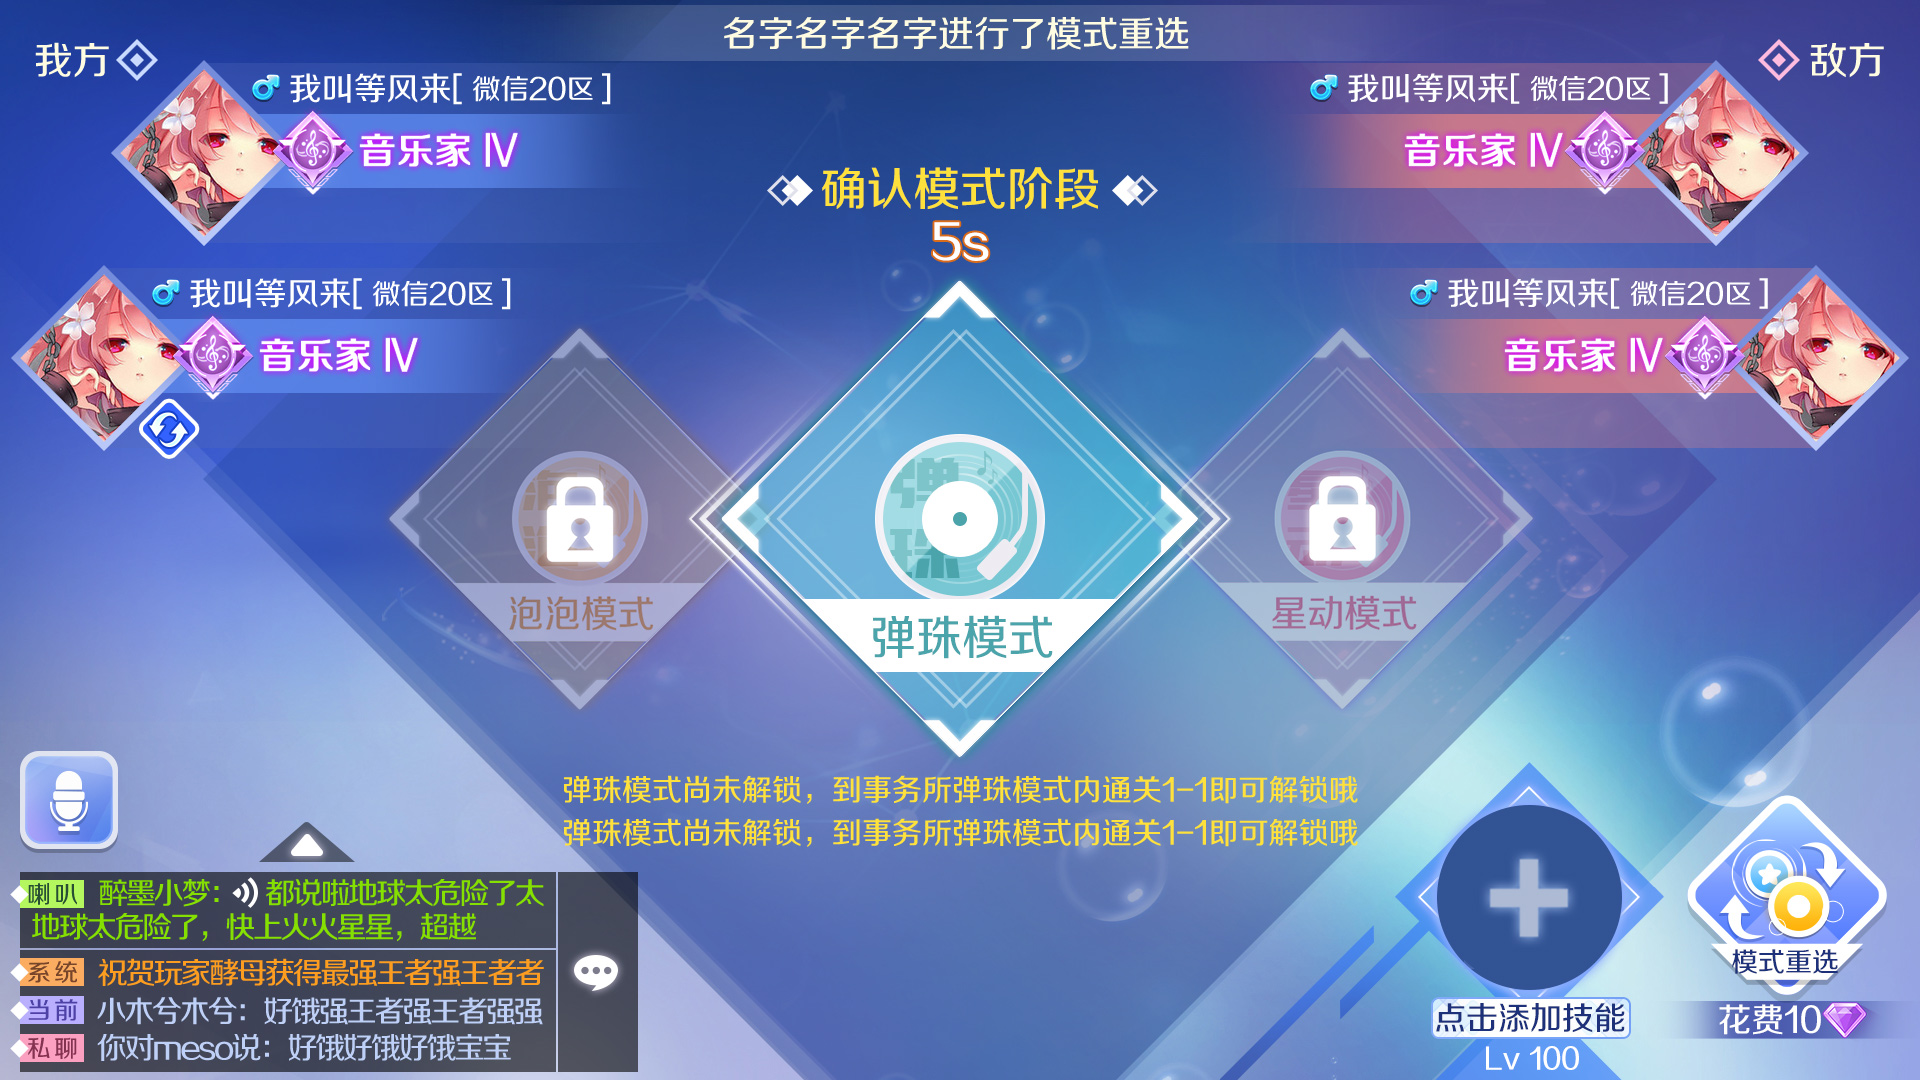 名字名字名字进行了模式重选
我方
敌方
我叫等风来[ 微信20区 ]
音乐家 Ⅳ
我叫等风来[ 微信20区 ]
音乐家 Ⅳ
确认模式阶段
5s
我叫等风来[ 微信20区 ]
音乐家 Ⅳ
我叫等风来[ 微信20区 ]
音乐家 Ⅳ
泡泡模式
弹珠
弹珠模式
星动模式
弹珠模式尚未解锁，到事务所弹珠模式内通关1-1即可解锁哦
弹珠模式尚未解锁，到事务所弹珠模式内通关1-1即可解锁哦
喇叭 醉墨小梦：都说啦地球太危险了太
地球太危险了，快上火火星星，超越
系统 祝贺玩家酵母获得最强王者强王者者
当前 小木兮木兮：好饿强王者强王者强强
私聊 你对meso说：好饿好饿好饿宝宝
点击添加技能
Lv 100
模式重选
花费10